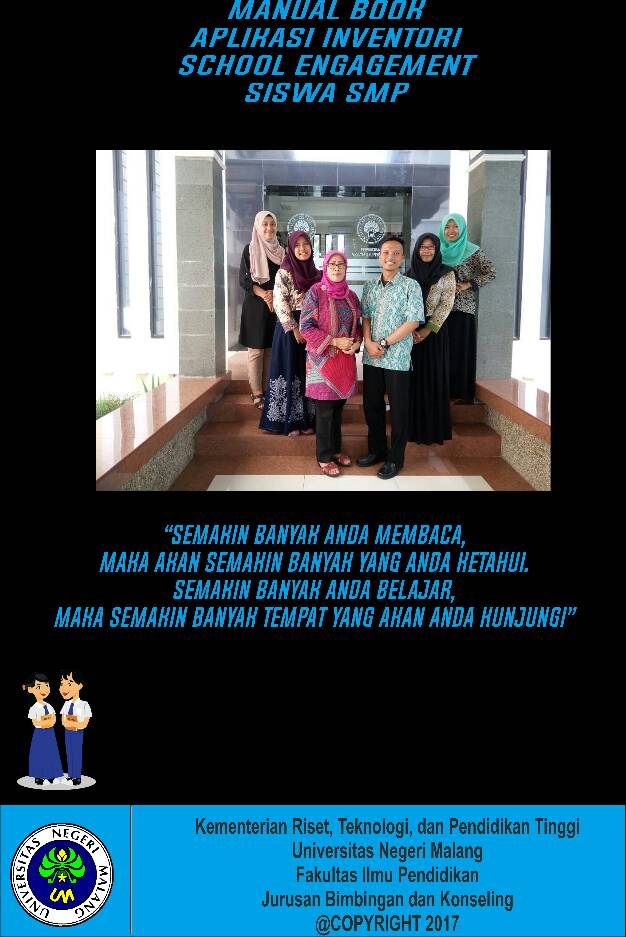 MANUAL BOOK
APLIKASI INVENTORI
SCHOOL ENGAGEMENT
SISWA SMP
“SEMAKIN BANYAK ANDA MEMBACA,
MAKA AKAN SEMAKIN BANYAK YANG ANDA KETAHUI.
SEMAKIN BANYAK ANDA BELAJAR,
MAKA SEMAKIN BANYAK TEMPAT YANG AKAN ANDA KUNJUNGI”
UNIVERSITAS NEGERI MALANG
UM
Kementerian Riset, Teknologi, dan Pendidikan Tinggi
Universitas Negeri Malang
Fakultas Ilmu Pendidikan
Jurusan Bimbingan dan Konseling
@COPYRIGHT 2017